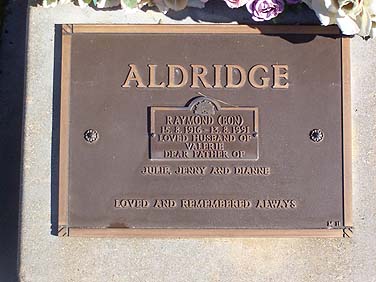 ALDRIDGE
RAYMOND (RON)
15.8.1916 - 13.8.1991
LOVED HUSBAND OF
VALERIE
DEAR FATHER OF
JULIE, JENNY AND DIANNE
LOVED AND REMEMBERED ALWAYS